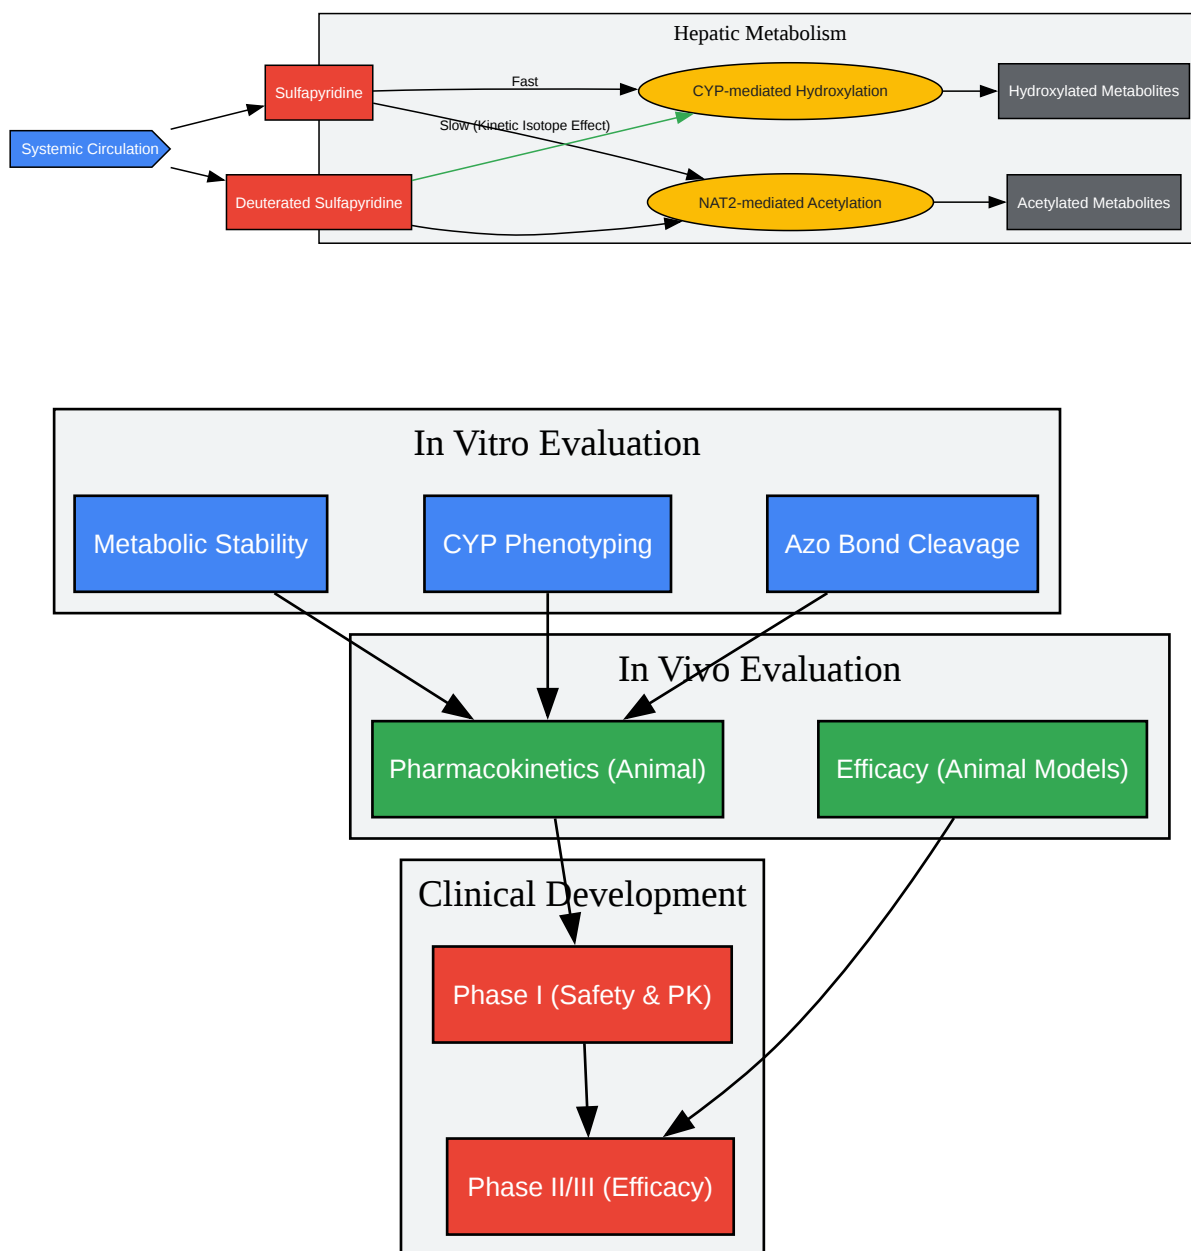 Hepatic Metabolism
Sulfapyridine
Fast
CYP-mediated Hydroxylation
Hydroxylated Metabolites
Slow (Kinetic Isotope Effect)
Systemic Circulation
Deuterated Sulfapyridine
NAT2-mediated Acetylation
Acetylated Metabolites
In Vitro Evaluation
Metabolic Stability
CYP Phenotyping
Azo Bond Cleavage
In Vivo Evaluation
Pharmacokinetics (Animal)
Efficacy (Animal Models)
Clinical Development
Phase I (Safety & PK)
Phase II/III (Efficacy)